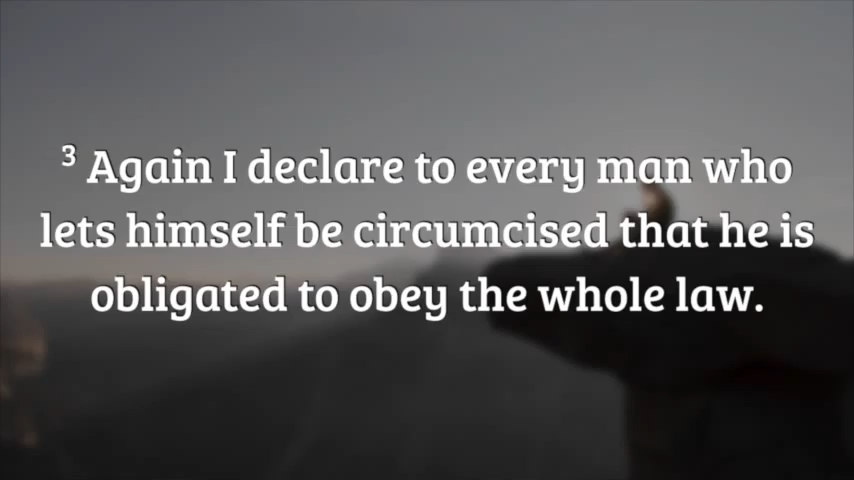 ³ Again I declare to every man who
lets himself be circumcised that he is
obligated to obey the whole law.